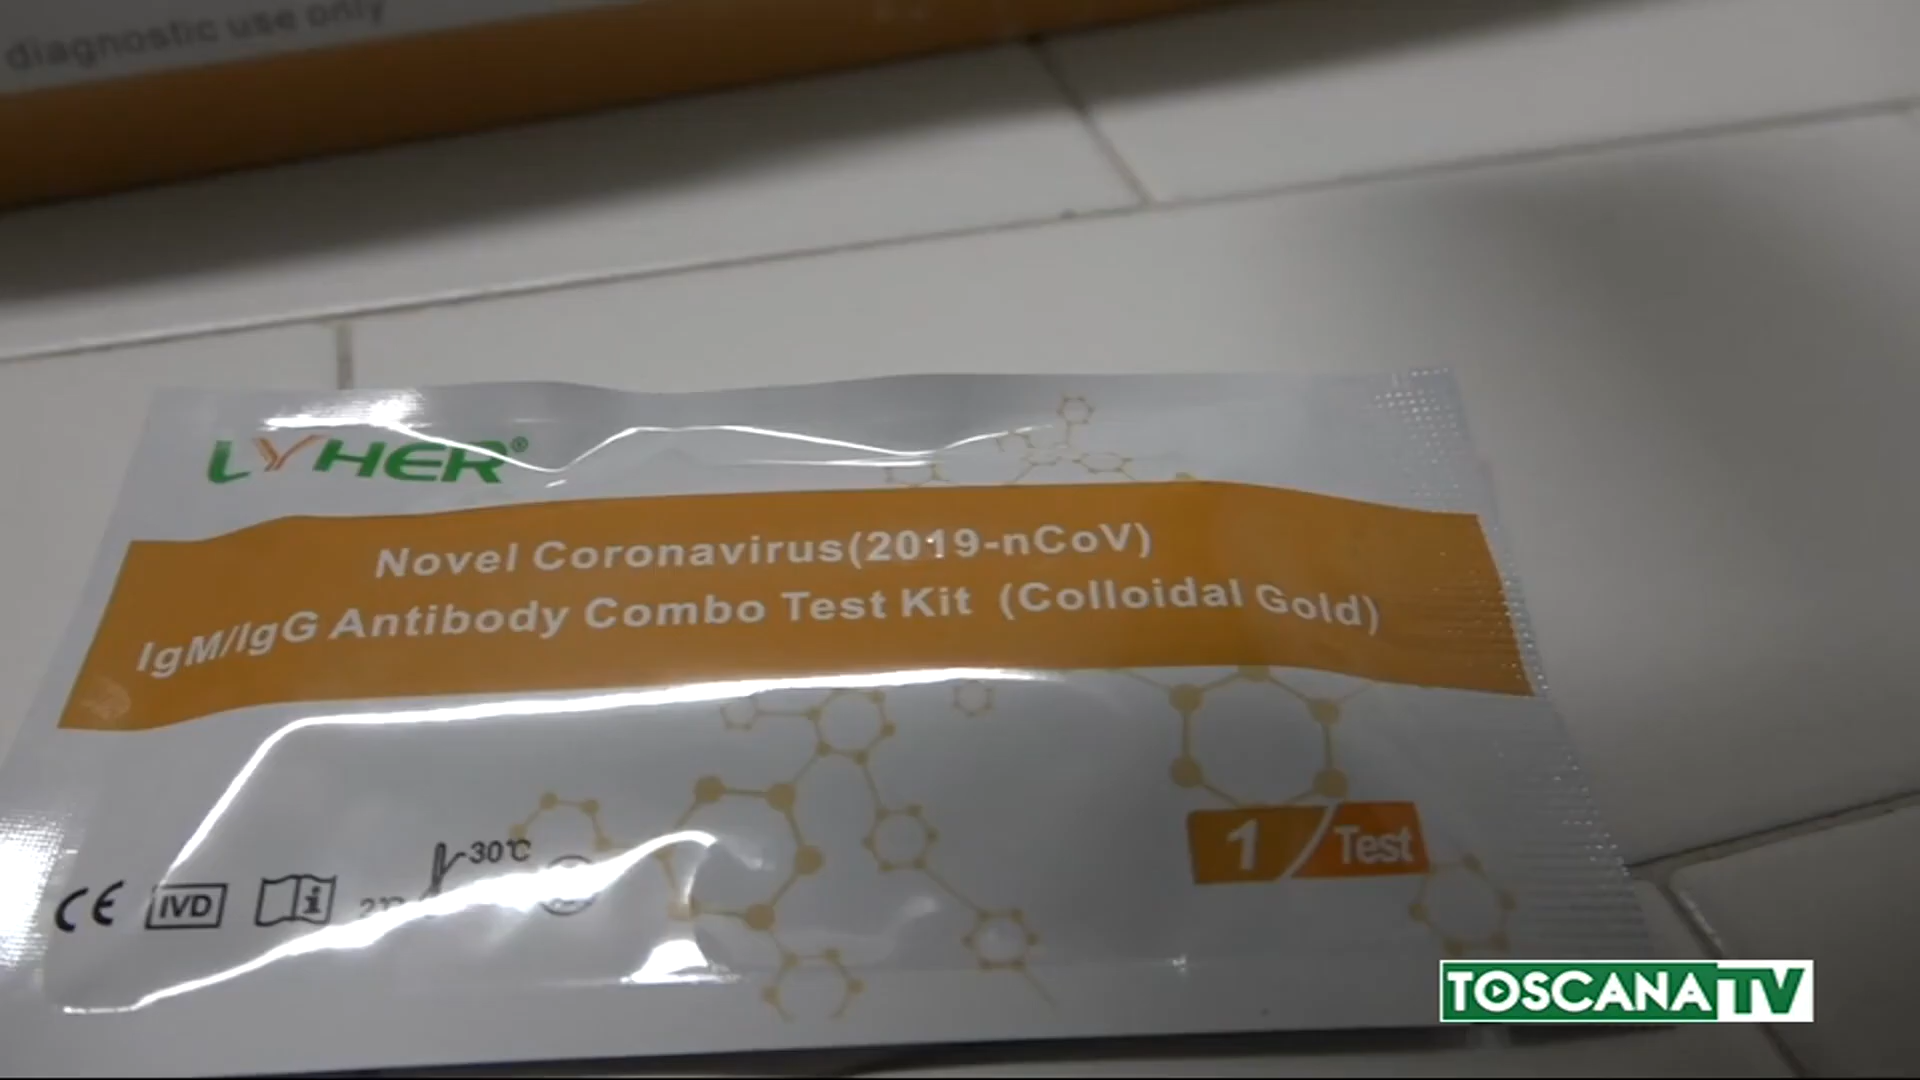 diagnostic use only
LYHER®
Novel Coronavirus(2019-nCoV)
IgM/IgG Antibody Combo Test Kit (Colloidal Gold)
1 Test
30℃
CE IVD i
TOSCANA TV